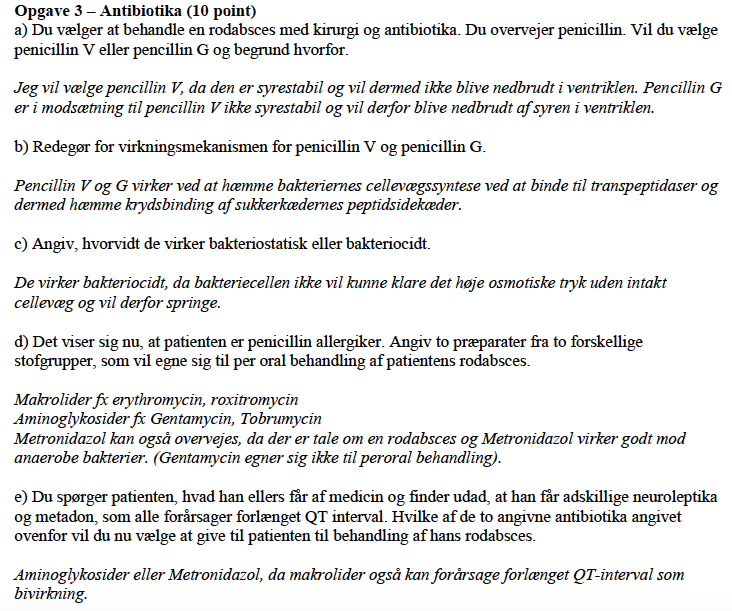 Opgave 3 – Antibiotika (10 point)
a) Du vælger at behandle en rodabsces med kirurgi og antibiotika. Du overvejer penicillin. Vil du vælge
penicillin V eller pencillin G og begrund hvorfor.
Jeg vil vælge pencillin V, da den er syrestabil og vil dermed ikke blive nedbrudt i ventriklen. Pencillin G
er i modsætning til pencillin V ikke syrestabil og vil derfor blive nedbrudt af syren i ventriklen.
b) Redegør for virkningsmekanismen for penicillin V og penicillin G.
Pencillin V og G virker ved at hæmme bakteriernes cellevægssyntese ved at binde til transpeptidaser og
dermed hæmme krydsbinding af sukkerkædernes peptidsidekæder.
c) Angiv, hvorvidt de virker bakteriostatisk eller bakteriocidt.
De virker bakteriocidt, da bakteriecellen ikke vil kunne klare det høje osmotiske tryk uden intakt
cellevæg og vil derfor springe.
d) Det viser sig nu, at patienten er penicillin allergiker. Angiv to præparater fra to forskellige
stofgrupper, som vil egne sig til per oral behandling af patientens rodabsces.
Makrolider fx erythromycin, roxitromycin
Aminoglykosider fx Gentamycin, Tobrumycin
Metronidazol kan også overvejes, da der er tale om en rodabsces og Metronidazol virker godt mod
anaerobe bakterier. (Gentamycin egner sig ikke til peroral behandling).
e) Du spørger patienten, hvad han ellers får af medicin og finder udad, at han får adskillige neuroleptika
og metadon, som alle forårsager forlænget QT interval. Hvilke af de to angivne antibiotika angivet
ovenfor vil du nu vælge at give til patienten til behandling af hans rodabsces.
Aminoglykosider eller Metronidazol, da makrolider også kan forårsage forlænget QT-interval som
bivirkning.